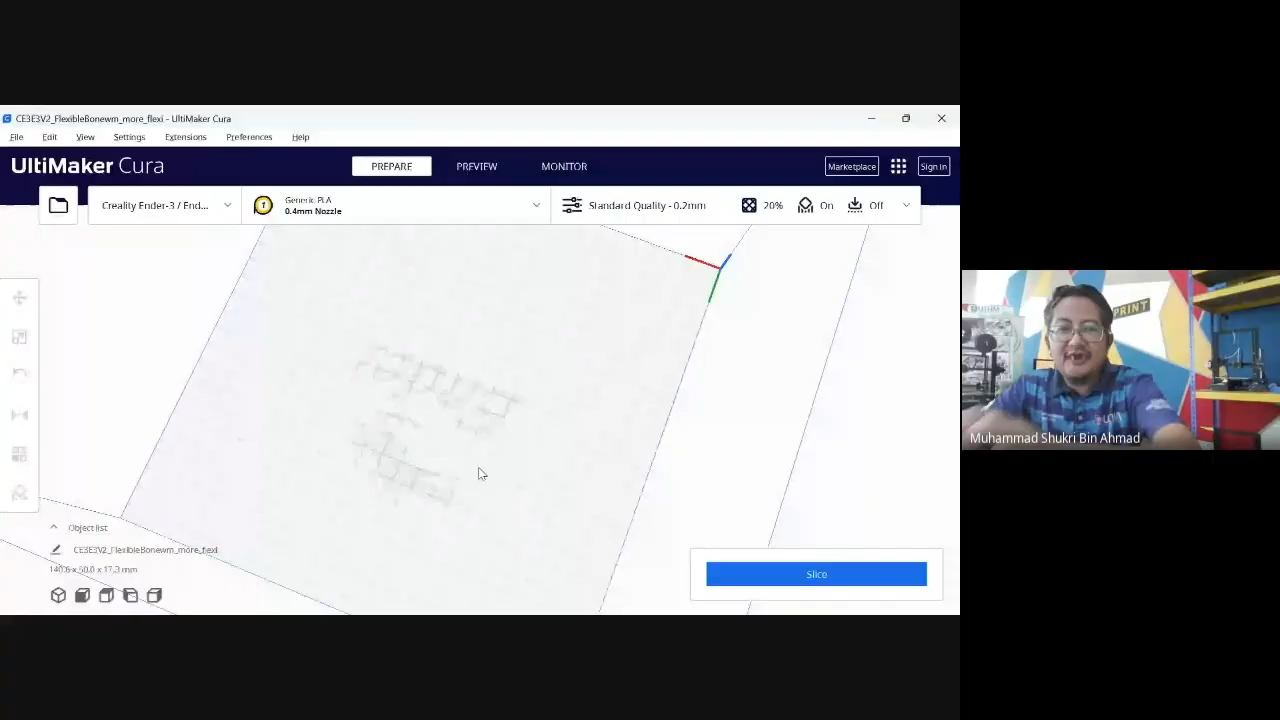 CE3E3V2_FlexibleBonewm_more_flexi - UltiMaker Cura
File Edit View Settings Extensions Preferences Help
UltiMaker Cura
PREPARE PREVIEW MONITOR
Marketplace
Sign in
Creality Ender-3 / End...
1
Generic PLA
0.4mm Nozzle
Standard Quality - 0.2mm
20%
On
Off
PRINT
Muhammad Shukri Bin Ahmad
Object list
CE3E3V2_FlexibleBonewm_more_flexi
140.6 x 50.0 x 17.3 mm
Slice